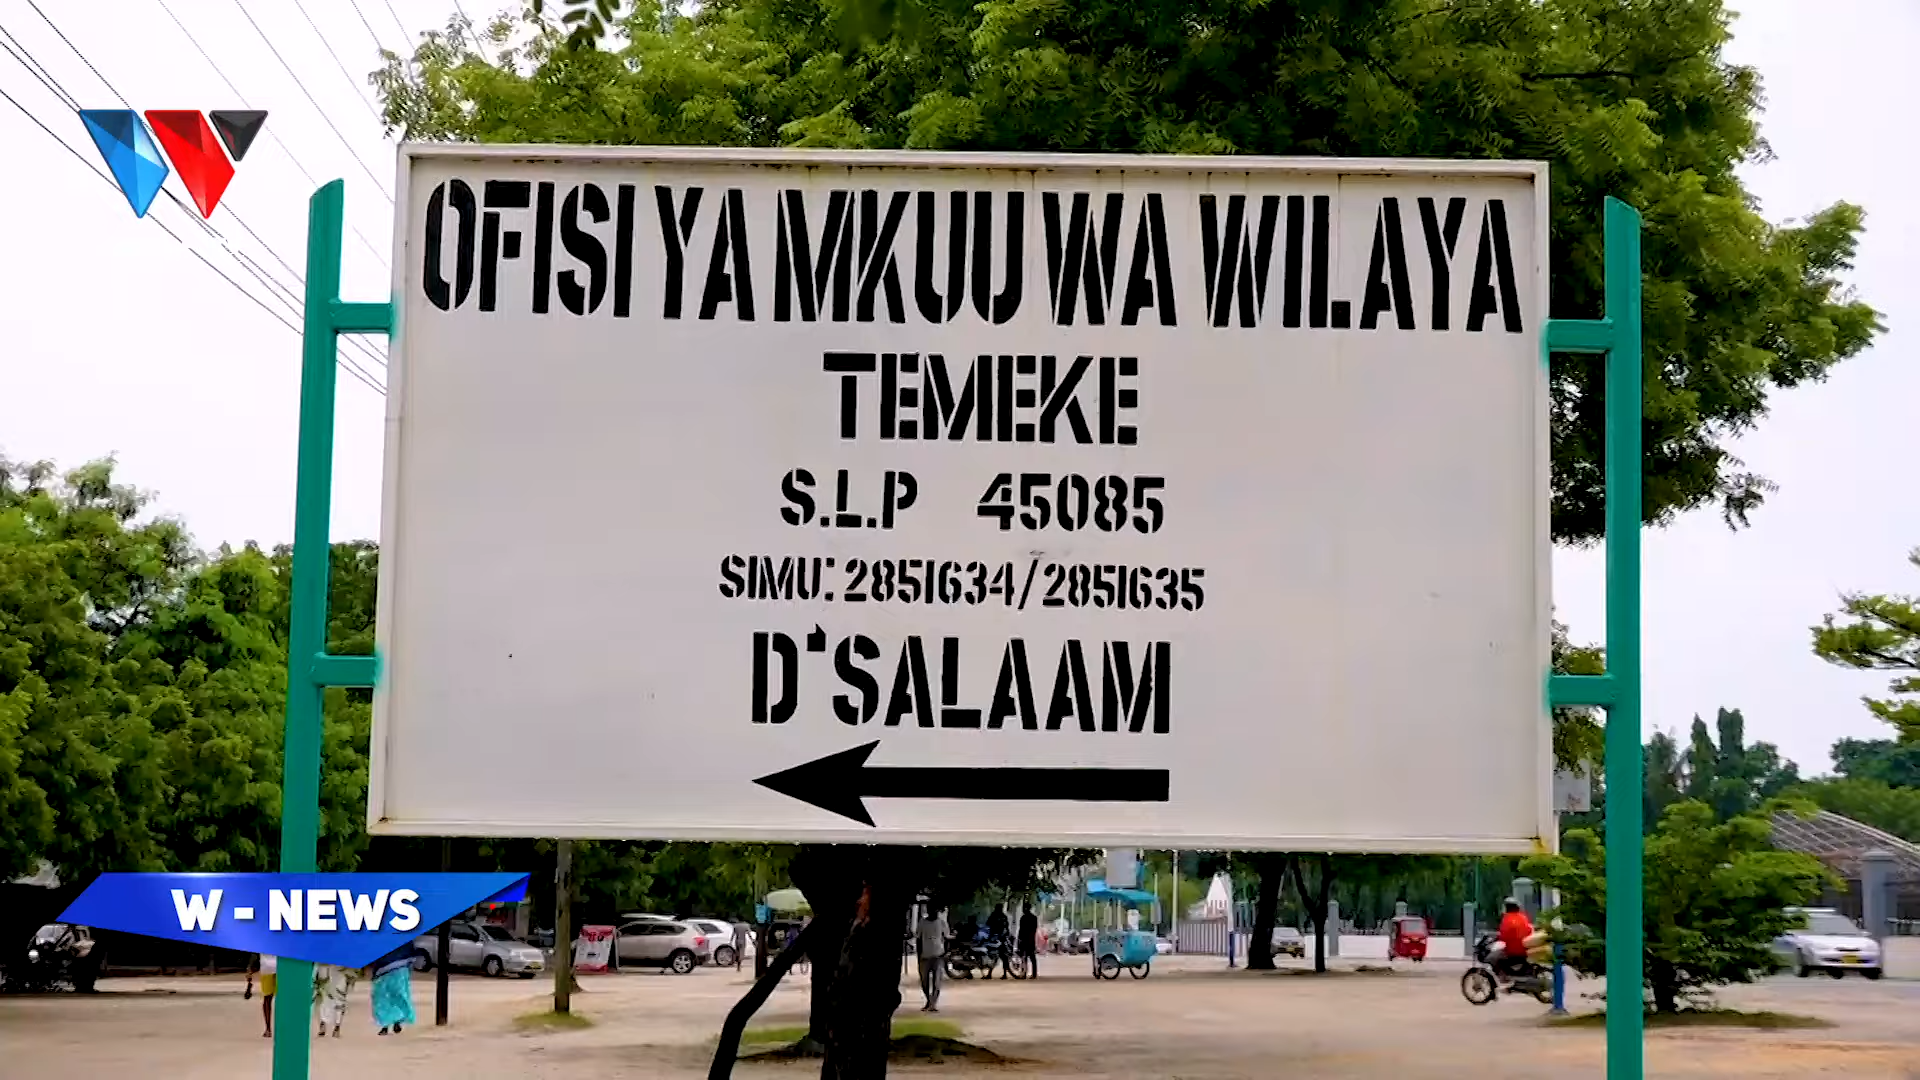 OFISI YA MKUU WA WILAYA
TEMEKE
S.L.P 45085
SIMU: 2851634/2851635
D'SALAAM
W - NEWS